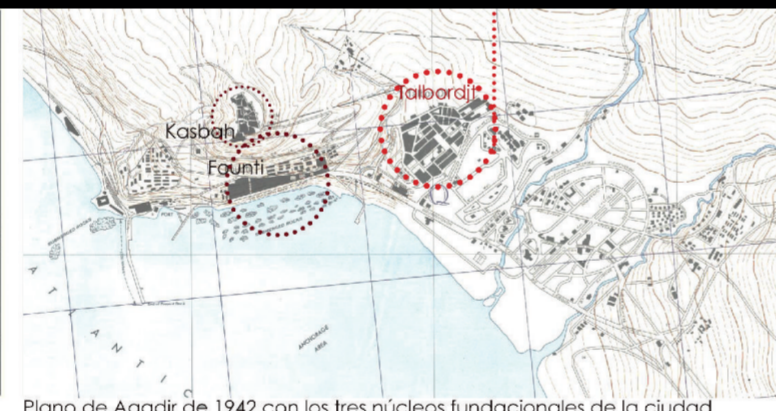 Talbordjt
Kasbah
Founti
PORT
ANCHORAGE
AREA
ATLANTIC
Plano de Agadir de 1942 con los tres núcleos fundacionales de la ciudad